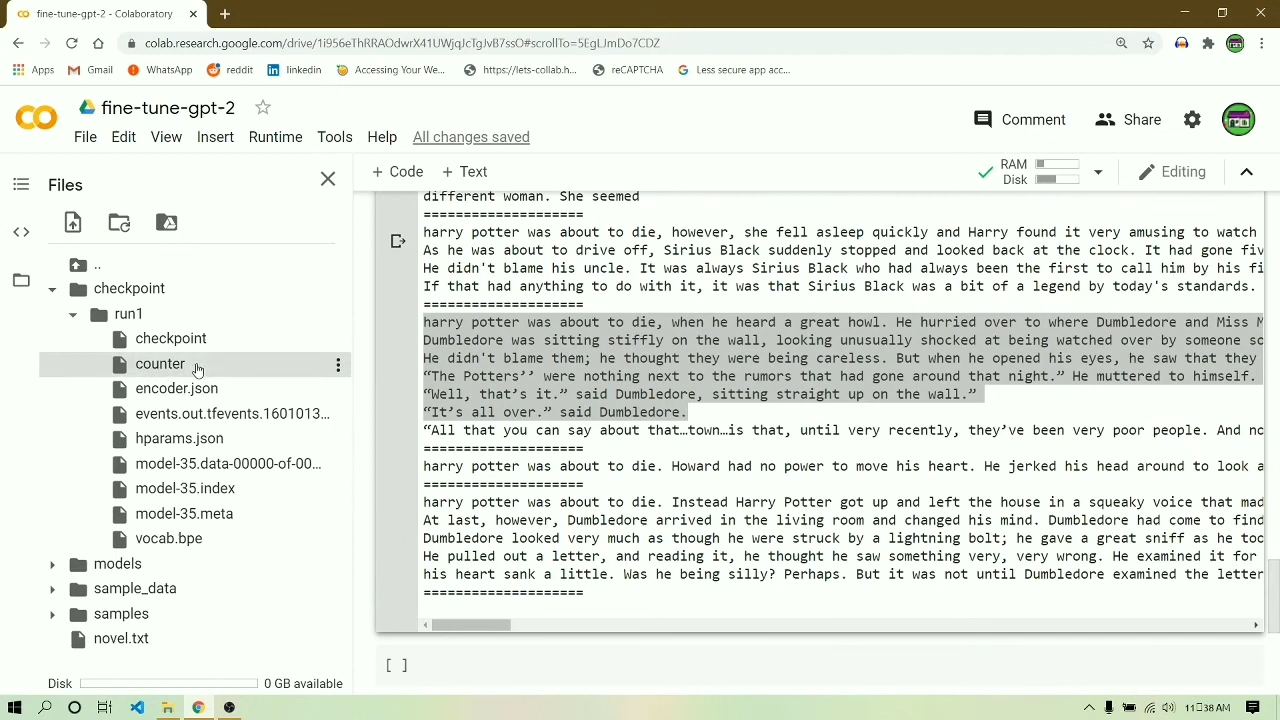 fine-tune-gpt-2 - Colaboratory
colab.research.google.com/drive/1i956eThRRAOdwrX41UWjqJcTgJvB7ssO#scrollTo=5EgLJmDo7CDZ
Apps Gmail WhatsApp reddit linkedin Accessing Your We... https://lets-collab.h... reCAPTCHA Less secure app acc...
fine-tune-gpt-2
File Edit View Insert Runtime Tools Help All changes saved
Comment Share
+ Code + Text
RAM
Disk
Editing
Files
..
checkpoint
run1
checkpoint
counter
encoder.json
events.out.tfevents.1601013...
hparams.json
model-35.data-00000-of-00...
model-35.index
model-35.meta
vocab.bpe
models
sample_data
samples
novel.txt
Disk 0 GB available
different woman. She seemed
====================
harry potter was about to die, however, she fell asleep quickly and Harry found it very amusing to watch
As he was about to drive off, Sirius Black suddenly stopped and looked back at the clock. It had gone fiv
He didn't blame his uncle. It was always Sirius Black who had always been the first to call him by his fi
If that had anything to do with it, it was that Sirius Black was a bit of a legend by today's standards.
====================
harry potter was about to die, when he heard a great howl. He hurried over to where Dumbledore and Miss M
Dumbledore was sitting stiffly on the wall, looking unusually shocked at being watched over by someone so
He didn't blame them; he thought they were being careless. But when he opened his eyes, he saw that they
“The Potters’’ were nothing next to the rumors that had gone around that night.” He muttered to himself.
“Well, that’s it.” said Dumbledore, sitting straight up on the wall.”
“It’s all over.” said Dumbledore.
“All that you can say about that…town…is that, until very recently, they’ve been very poor people. And no
====================
harry potter was about to die. Howard had no power to move his heart. He jerked his head around to look a
====================
harry potter was about to die. Instead Harry Potter got up and left the house in a squeaky voice that mad
At last, however, Dumbledore arrived in the living room and changed his mind. Dumbledore had come to find
Dumbledore looked very much as though he were struck by a lightning bolt; he gave a great sniff as he too
He pulled out a letter, and reading it, he thought he saw something very, very wrong. He examined it for
his heart sank a little. Was he being silly? Perhaps. But it was not until Dumbledore examined the letter
====================
[ ]
11:38 AM